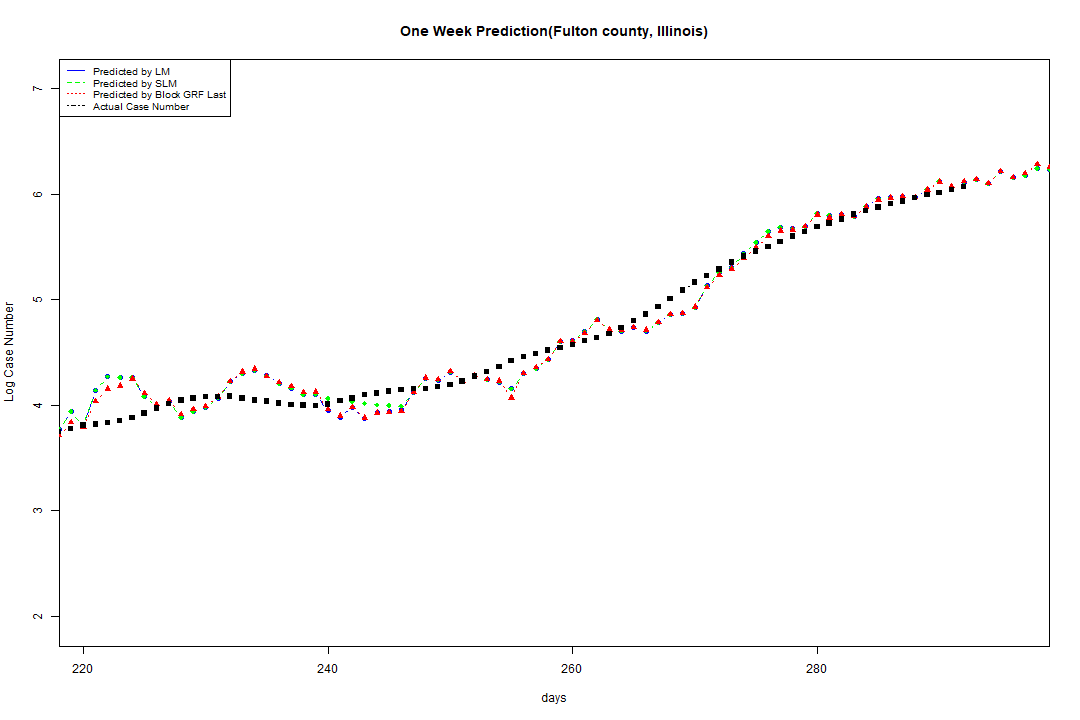 One Week Prediction(Fulton county, Illinois)
Predicted by LM
Predicted by SLM
Predicted by Block GRF Last
Actual Case Number
7
6
5
4
3
2
Log Case Number
220 240 260 280
days